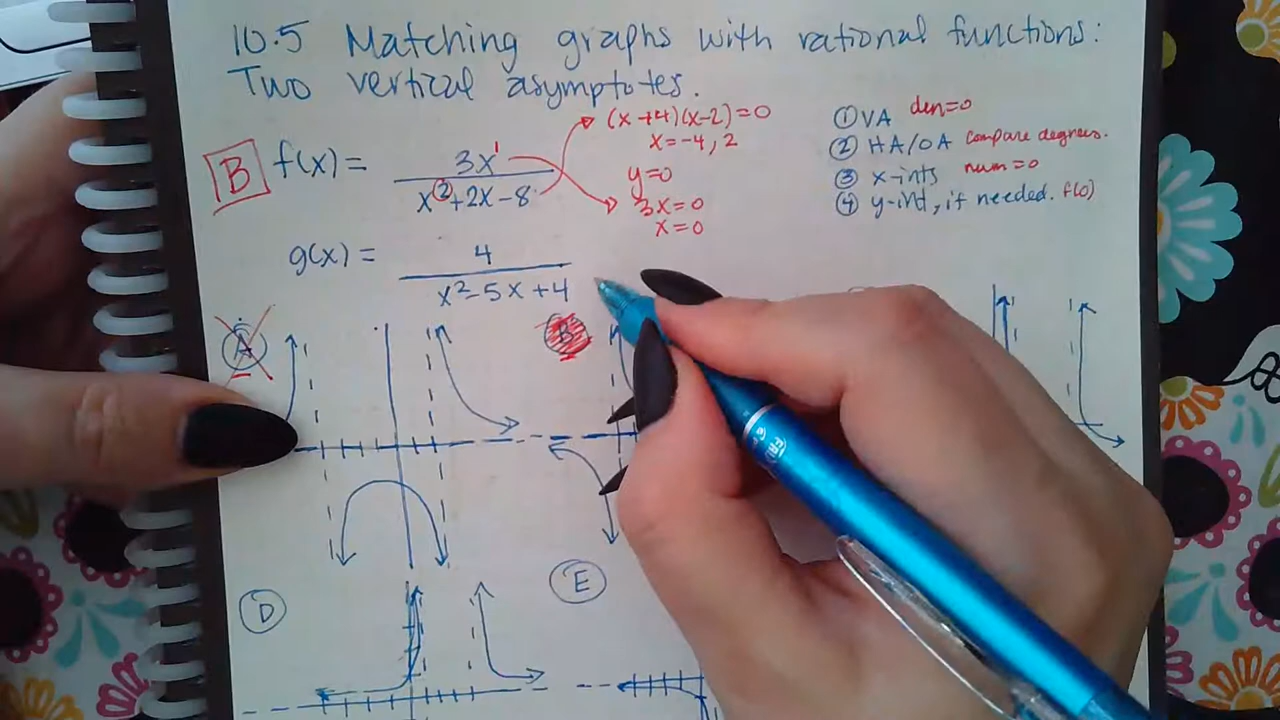 10.5 Matching graphs with rational functions:
Two vertical asymptotes.
B f(x) = 3x¹ / x²+2x-8
(x+4)(x-2)=0
x=-4, 2
y=0
3x=0
x=0
① VA den=0
② HA/OA compare degrees.
③ x-ints num=0
④ y-int, if needed. f(0)
g(x) = 4 / x²-5x+4
A
B
D
E